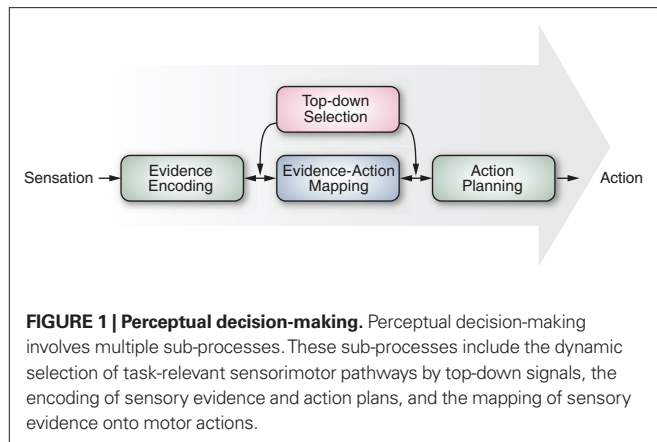 Top-down
Selection
Sensation
Evidence
Encoding
Evidence-Action
Mapping
Action
Planning
Action
FIGURE 1 | Perceptual decision-making. Perceptual decision-making
involves multiple sub-processes. These sub-processes include the dynamic
selection of task-relevant sensorimotor pathways by top-down signals, the
encoding of sensory evidence and action plans, and the mapping of sensory
evidence onto motor actions.